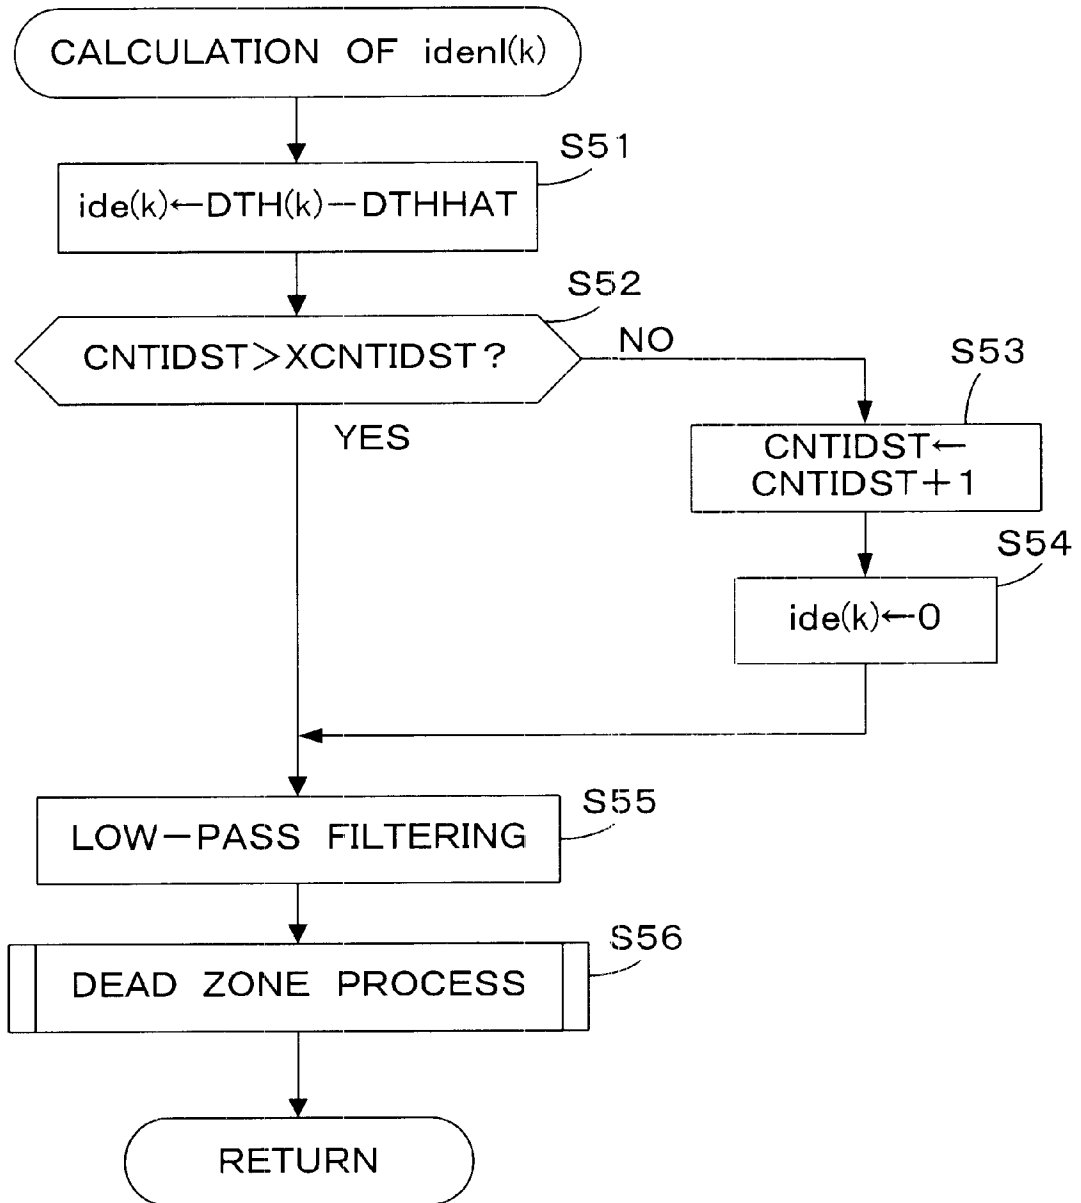 CALCULATION OF idenl(k)
S51
ide(k)←DTH(k)−DTHHAT
S52
CNTIDST>XCNTIDST?
NO
S53
YES
CNTIDST←
CNTIDST+1
S54
ide(k)←0
S55
LOW−PASS FILTERING
S56
DEAD ZONE PROCESS
RETURN